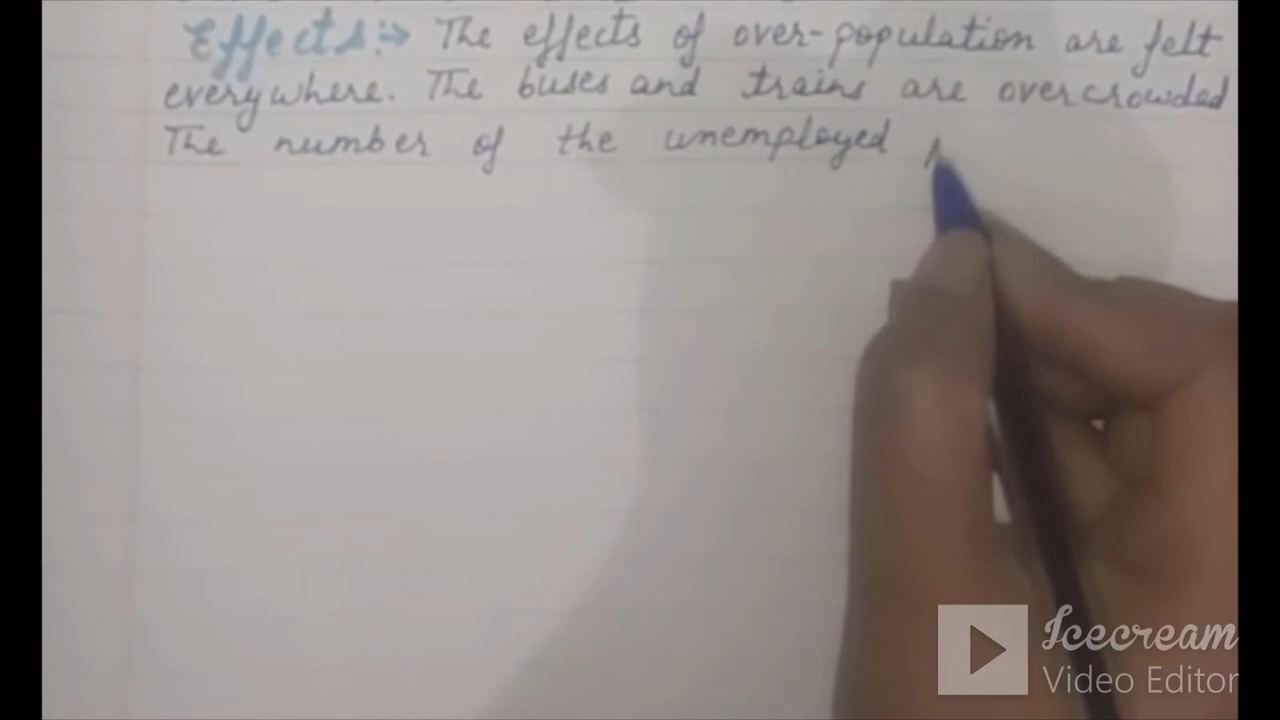 Effects:→ The effects of over-population are felt
everywhere. The buses and trains are overcrowded
The number of the unemployed
Icecream
Video Editor